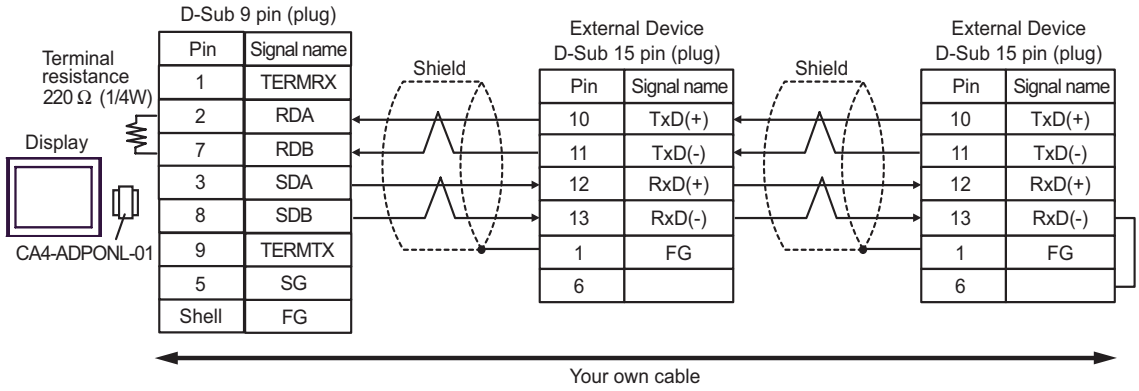 D-Sub 9 pin (plug)
Pin Signal name
1 TERMRX
2 RDA
7 RDB
3 SDA
8 SDB
9 TERMTX
5 SG
Shell FG
Terminal
resistance
220 Ω (1/4W)
Display
CA4-ADPONL-01
Shield
External Device
D-Sub 15 pin (plug)
Pin Signal name
10 TxD(+)
11 TxD(-)
12 RxD(+)
13 RxD(-)
1 FG
6
Shield
External Device
D-Sub 15 pin (plug)
Pin Signal name
10 TxD(+)
11 TxD(-)
12 RxD(+)
13 RxD(-)
1 FG
6
Your own cable